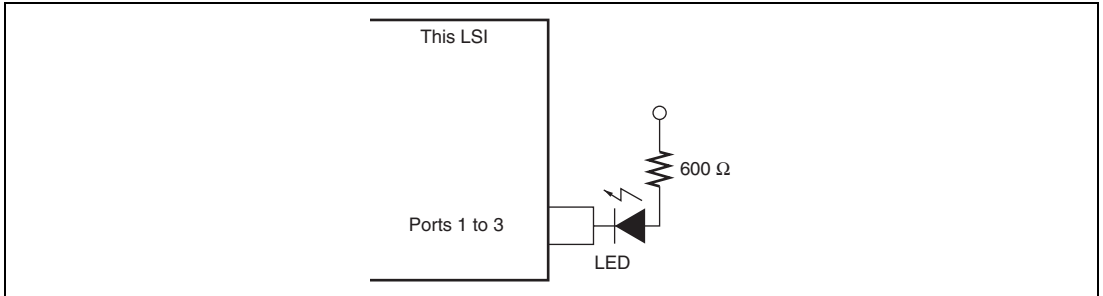 This LSI
600 Ω
Ports 1 to 3
LED